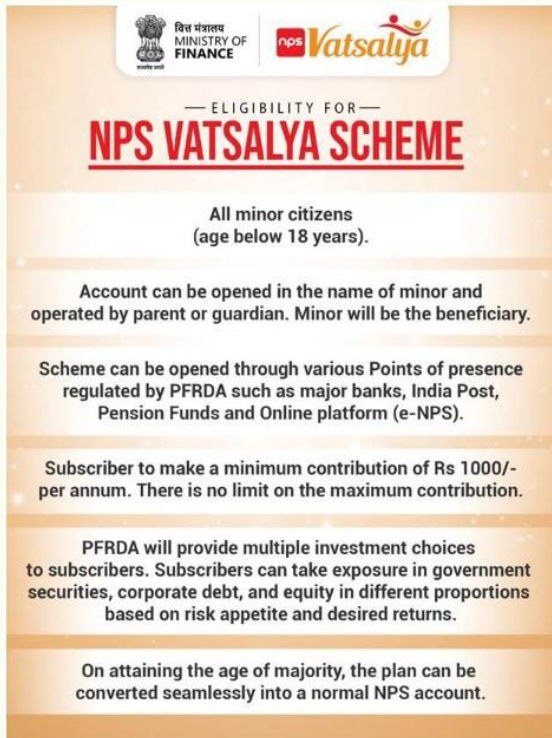 वित्त मंत्रालय
MINISTRY OF
FINANCE
nps Vatsalya
ELIGIBILITY FOR
NPS VATSALYA SCHEME
All minor citizens
(age below 18 years).
Account can be opened in the name of minor and
operated by parent or guardian. Minor will be the beneficiary.
Scheme can be opened through various Points of presence
regulated by PFRDA such as major banks, India Post,
Pension Funds and Online platform (e-NPS).
Subscriber to make a minimum contribution of Rs 1000/-
per annum. There is no limit on the maximum contribution.
PFRDA will provide multiple investment choices
to subscribers. Subscribers can take exposure in government
securities, corporate debt, and equity in different proportions
based on risk appetite and desired returns.
On attaining the age of majority, the plan can be
converted seamlessly into a normal NPS account.